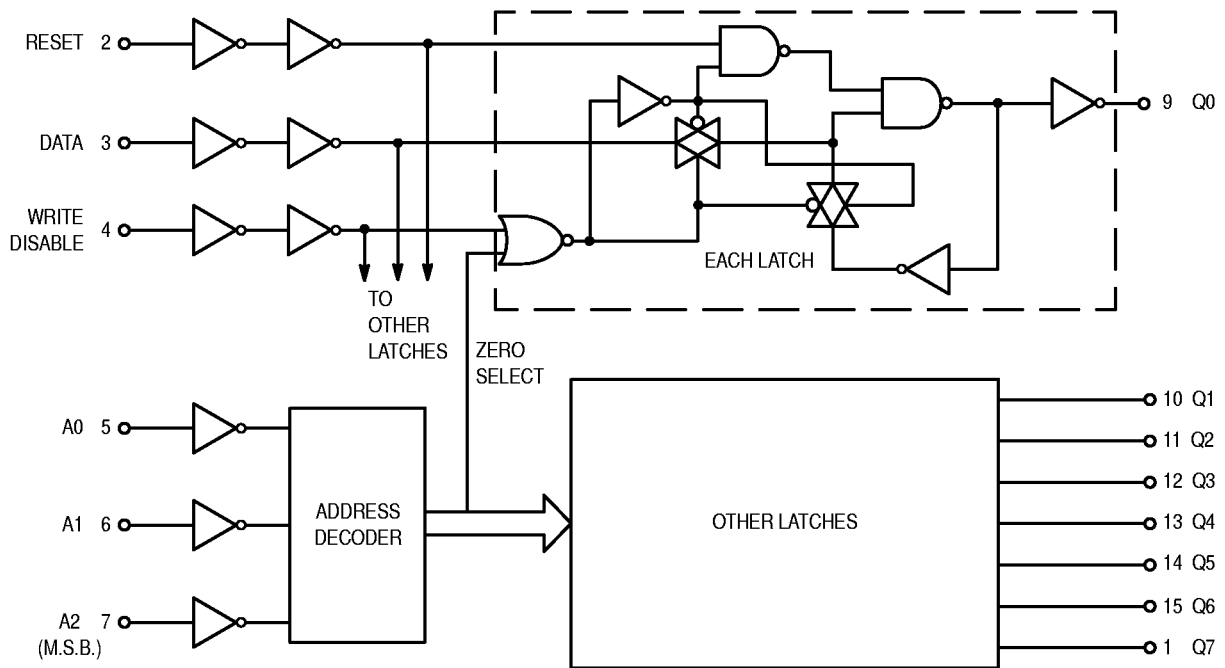 RESET 2
DATA 3
WRITE
DISABLE 4
9 Q0
EACH LATCH
TO
OTHER
LATCHES
ZERO
SELECT
A0 5
A1 6
A2 7
(M.S.B.)
ADDRESS
DECODER
OTHER LATCHES
10 Q1
11 Q2
12 Q3
13 Q4
14 Q5
15 Q6
1 Q7